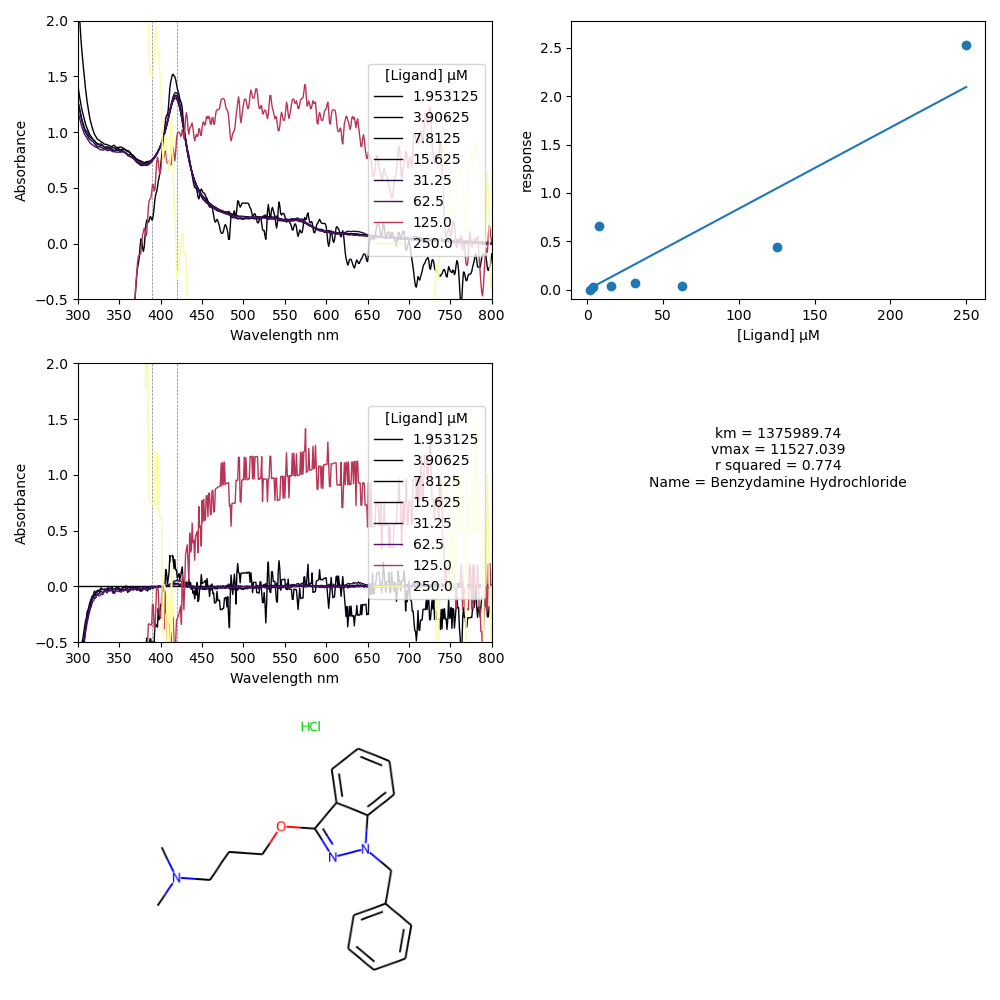 2.0
1.5
1.0
0.5
0.0
−0.5
Absorbance
300 350 400 450 500 550 600 650 700 750 800
Wavelength nm
[Ligand] µM
1.953125
3.90625
7.8125
15.625
31.25
62.5
125.0
250.0
2.5
2.0
1.5
1.0
0.5
0.0
response
0 50 100 150 200 250
[Ligand] µM
2.0
1.5
1.0
0.5
0.0
−0.5
Absorbance
300 350 400 450 500 550 600 650 700 750 800
Wavelength nm
[Ligand] µM
1.953125
3.90625
7.8125
15.625
31.25
62.5
125.0
250.0
km = 1375989.74
vmax = 11527.039
r squared = 0.774
Name = Benzydamine Hydrochloride
HCl
O
N
N
N